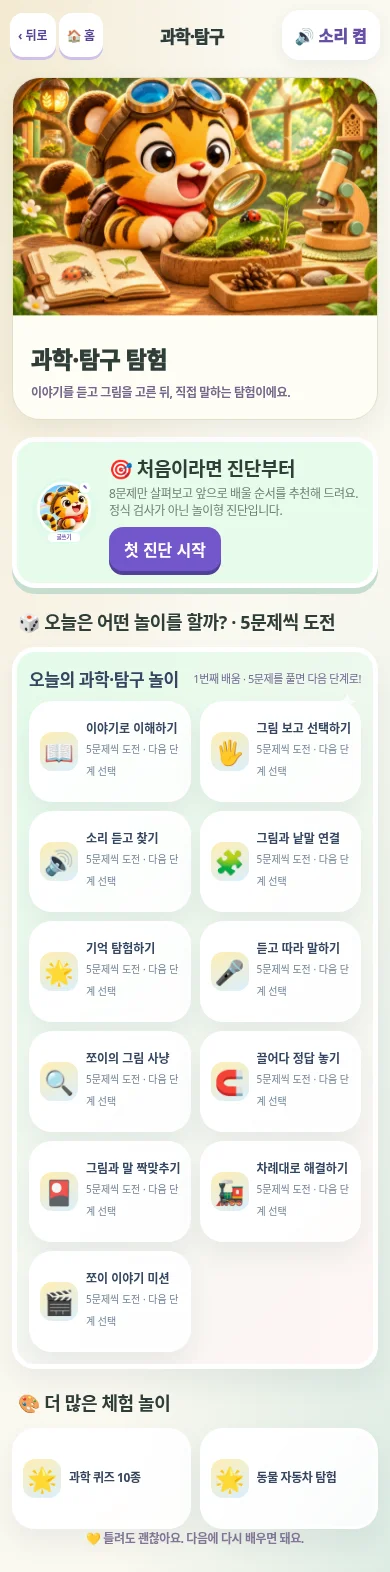 ‹ 뒤로
🏠 홈
과학·탐구
🔊 소리 켬
과학·탐구 탐험
이야기를 듣고 그림을 고른 뒤, 직접 말하는 탐험이에요.
🎯 처음이라면 진단부터
8문제만 살펴보고 앞으로 배울 순서를 추천해 드려요.
정식 검사가 아닌 놀이형 진단입니다.
글쓰기
첫 진단 시작
🎲 오늘은 어떤 놀이를 할까? · 5문제씩 도전
오늘의 과학·탐구 놀이
1번째 배움 · 5문제를 풀면 다음 단계로!
이야기로 이해하기
5문제씩 도전 · 다음 단
계 선택
그림 보고 선택하기
5문제씩 도전 · 다음 단
계 선택
소리 듣고 찾기
5문제씩 도전 · 다음 단
계 선택
그림과 낱말 연결
5문제씩 도전 · 다음 단
계 선택
기억 탐험하기
5문제씩 도전 · 다음 단
계 선택
듣고 따라 말하기
5문제씩 도전 · 다음 단
계 선택
쪼이의 그림 사냥
5문제씩 도전 · 다음 단
계 선택
끌어다 정답 놓기
5문제씩 도전 · 다음 단
계 선택
그림과 말 짝맞추기
5문제씩 도전 · 다음 단
계 선택
차례대로 해결하기
5문제씩 도전 · 다음 단
계 선택
쪼이 이야기 미션
5문제씩 도전 · 다음 단
계 선택
🎨 더 많은 체험 놀이
과학 퀴즈 10종
동물 자동차 탐험
💛 틀려도 괜찮아요. 다음에 다시 배우면 돼요.